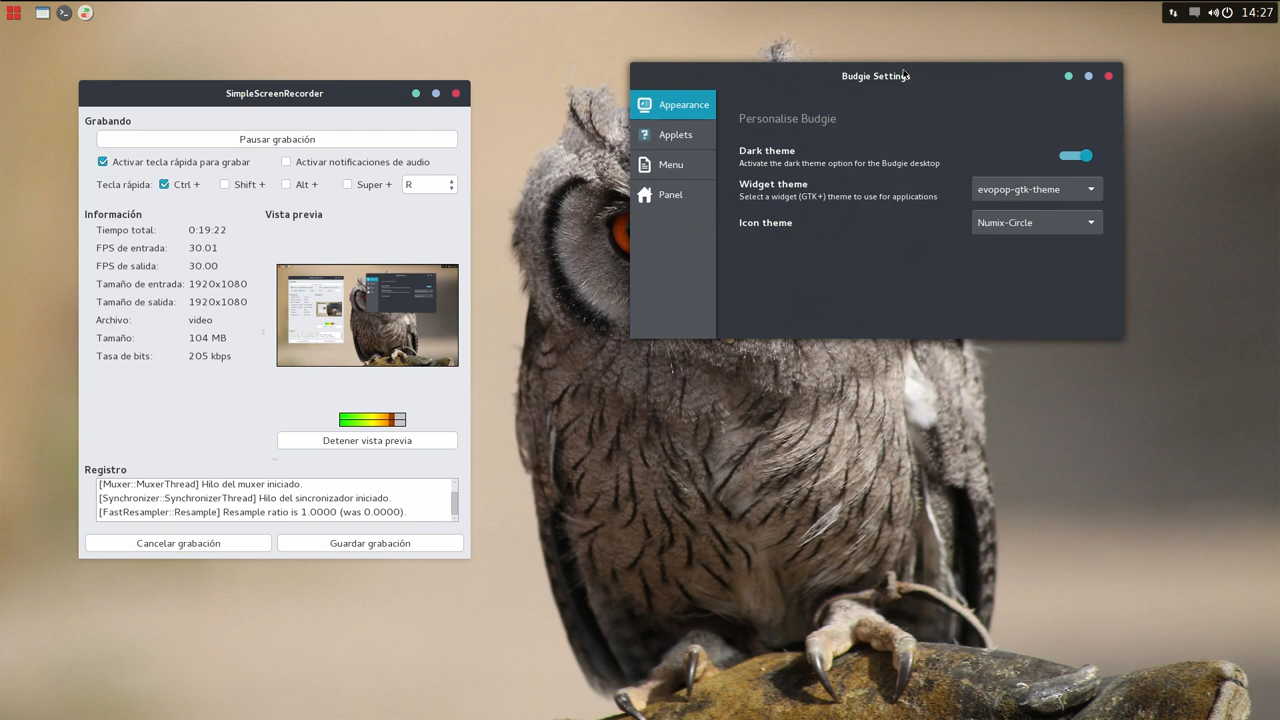 14:27
SimpleScreenRecorder
Grabando
Pausar grabación
Activar tecla rápida para grabar
Activar notificaciones de audio
Tecla rápida: Ctrl + Shift + Alt + Super + R
Información
Vista previa
Tiempo total: 0:19:22
FPS de entrada: 30.01
FPS de salida: 30.00
Tamaño de entrada: 1920x1080
Tamaño de salida: 1920x1080
Archivo: video
Tamaño: 104 MB
Tasa de bits: 205 kbps
Detener vista previa
Registro
[Muxer::MuxerThread] Hilo del muxer iniciado.
[Synchronizer::SynchronizerThread] Hilo del sincronizador iniciado.
[FastResampler::Resample] Resample ratio is 1.0000 (was 0.0000).
Cancelar grabación
Guardar grabación
Budgie Settings
Appearance
Applets
Menu
Panel
Personalise Budgie
Dark theme
Activate the dark theme option for the Budgie desktop
Widget theme
Select a widget (GTK+) theme to use for applications
evopop-gtk-theme
Icon theme
Numix-Circle